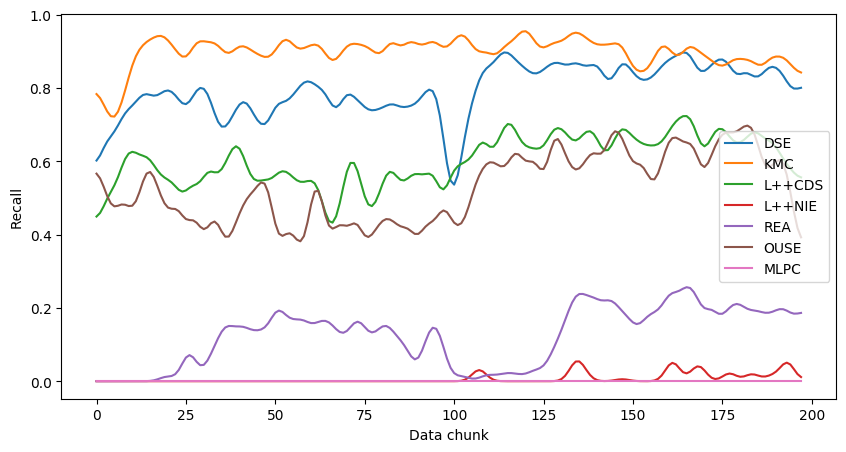 1.0
0.8
0.6
0.4
0.2
0.0
Recall
0
25
50
75
100
125
150
175
200
Data chunk
DSE
KMC
L++CDS
L++NIE
REA
OUSE
MLPC